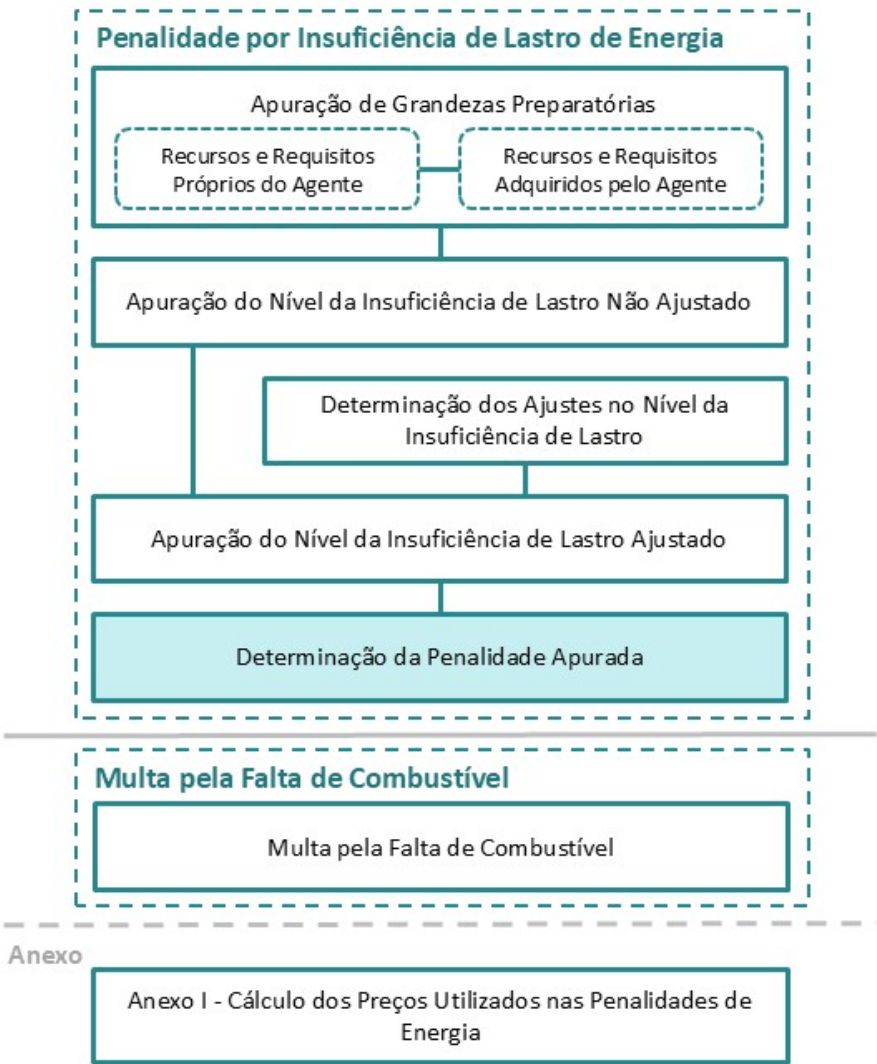 Penalidade por Insuficiência de Lastro de Energia
Apuração de Grandezas Preparatórias
Recursos e Requisitos
Próprios do Agente
Recursos e Requisitos
Adquiridos pelo Agente
Apuração do Nível da Insuficiência de Lastro Não Ajustado
Determinação dos Ajustes no Nível da
Insuficiência de Lastro
Apuração do Nível da Insuficiência de Lastro Ajustado
Determinação da Penalidade Apurada
Multa pela Falta de Combustível
Multa pela Falta de Combustível
Anexo
Anexo I - Cálculo dos Preços Utilizados nas Penalidades de
Energia